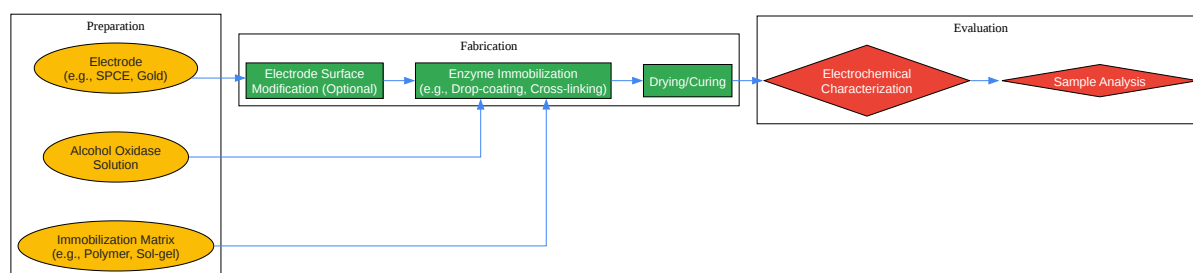 Preparation
Electrode
(e.g., SPCE, Gold)
Alcohol Oxidase
Solution
Immobilization Matrix
(e.g., Polymer, Sol-gel)
Fabrication
Electrode Surface
Modification (Optional)
Enzyme Immobilization
(e.g., Drop-coating, Cross-linking)
Drying/Curing
Evaluation
Electrochemical
Characterization
Sample Analysis